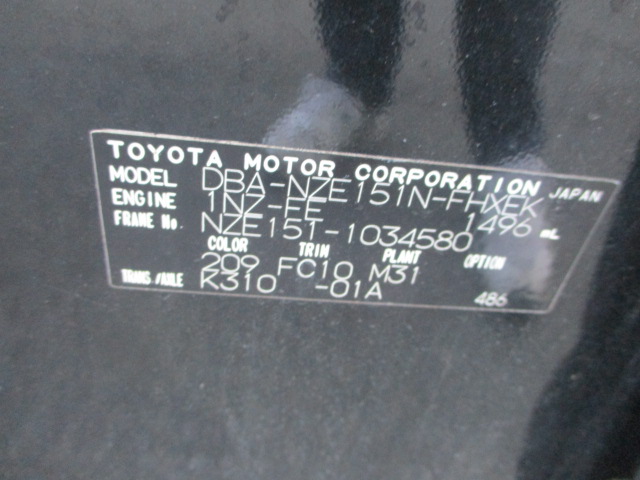 TOYOTA MOTOR CORPORATION JAPAN
MODEL DBA-NZE151N-FHXEK
ENGINE 1NZ-FE 1496 mL
FRAME No. NZE151-1034580
COLOR TRIM PLANT OPTION
209 FC10 M31
TRANS./AXLE K310 -01A 486